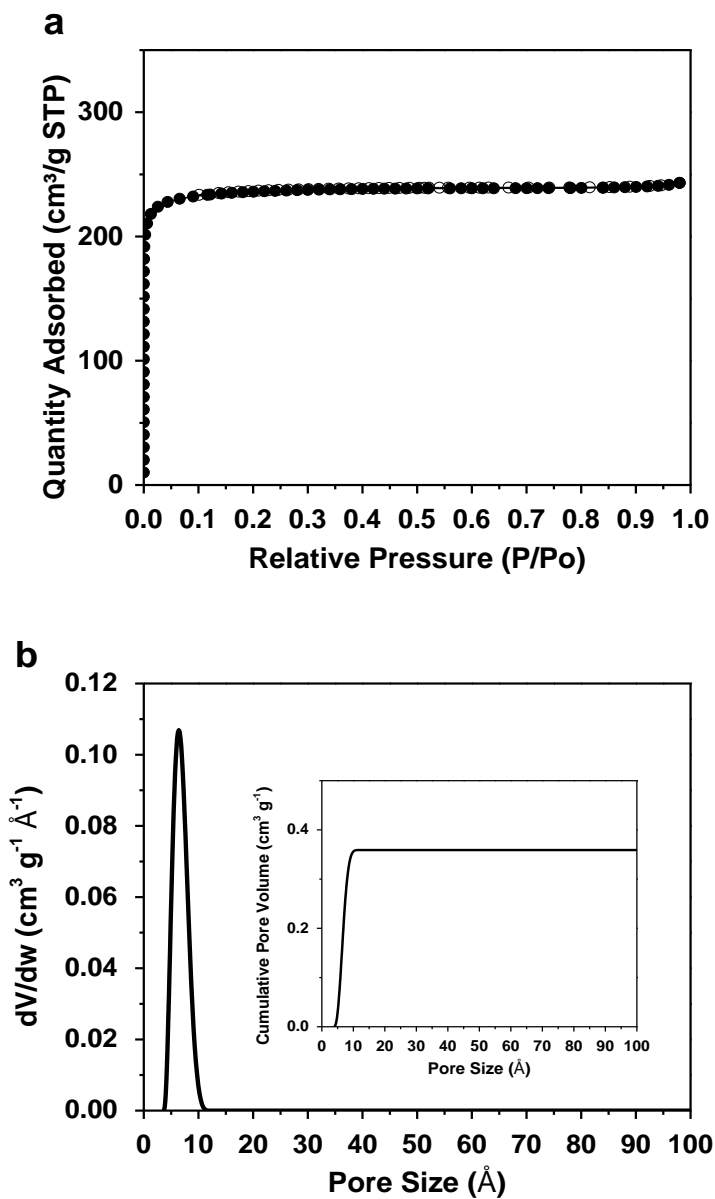 a
Quantity Adsorbed (cm³/g STP)
300
200
100
0
0.0 0.1 0.2 0.3 0.4 0.5 0.6 0.7 0.8 0.9 1.0
Relative Pressure (P/Po)
b
dV/dw (cm³ g⁻¹ Å⁻¹)
0.12
0.10
0.08
0.06
0.04
0.02
0.00
0 10 20 30 40 50 60 70 80 90 100
Pore Size (Å)
Cumulative Pore Volume (cm³ g⁻¹)
0.4
0.2
0.0
0 10 20 30 40 50 60 70 80 90 100
Pore Size (Å)